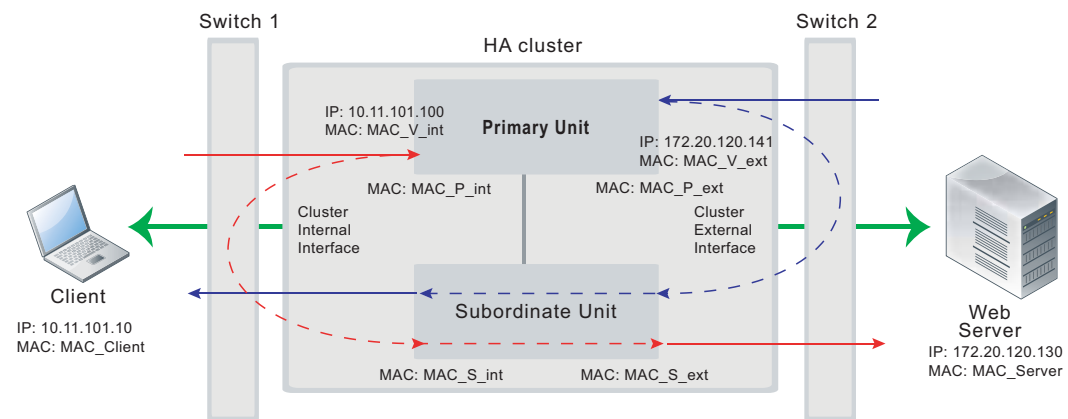 Switch 1
Switch 2
HA cluster
IP: 10.11.101.100
MAC: MAC_V_int
Primary Unit
IP: 172.20.120.141
MAC: MAC_V_ext
MAC: MAC_P_int
MAC: MAC_P_ext
Cluster
Internal
Interface
Cluster
External
Interface
Client
IP: 10.11.101.10
MAC: MAC_Client
Subordinate Unit
MAC: MAC_S_int
MAC: MAC_S_ext
Web
Server
IP: 172.20.120.130
MAC: MAC_Server